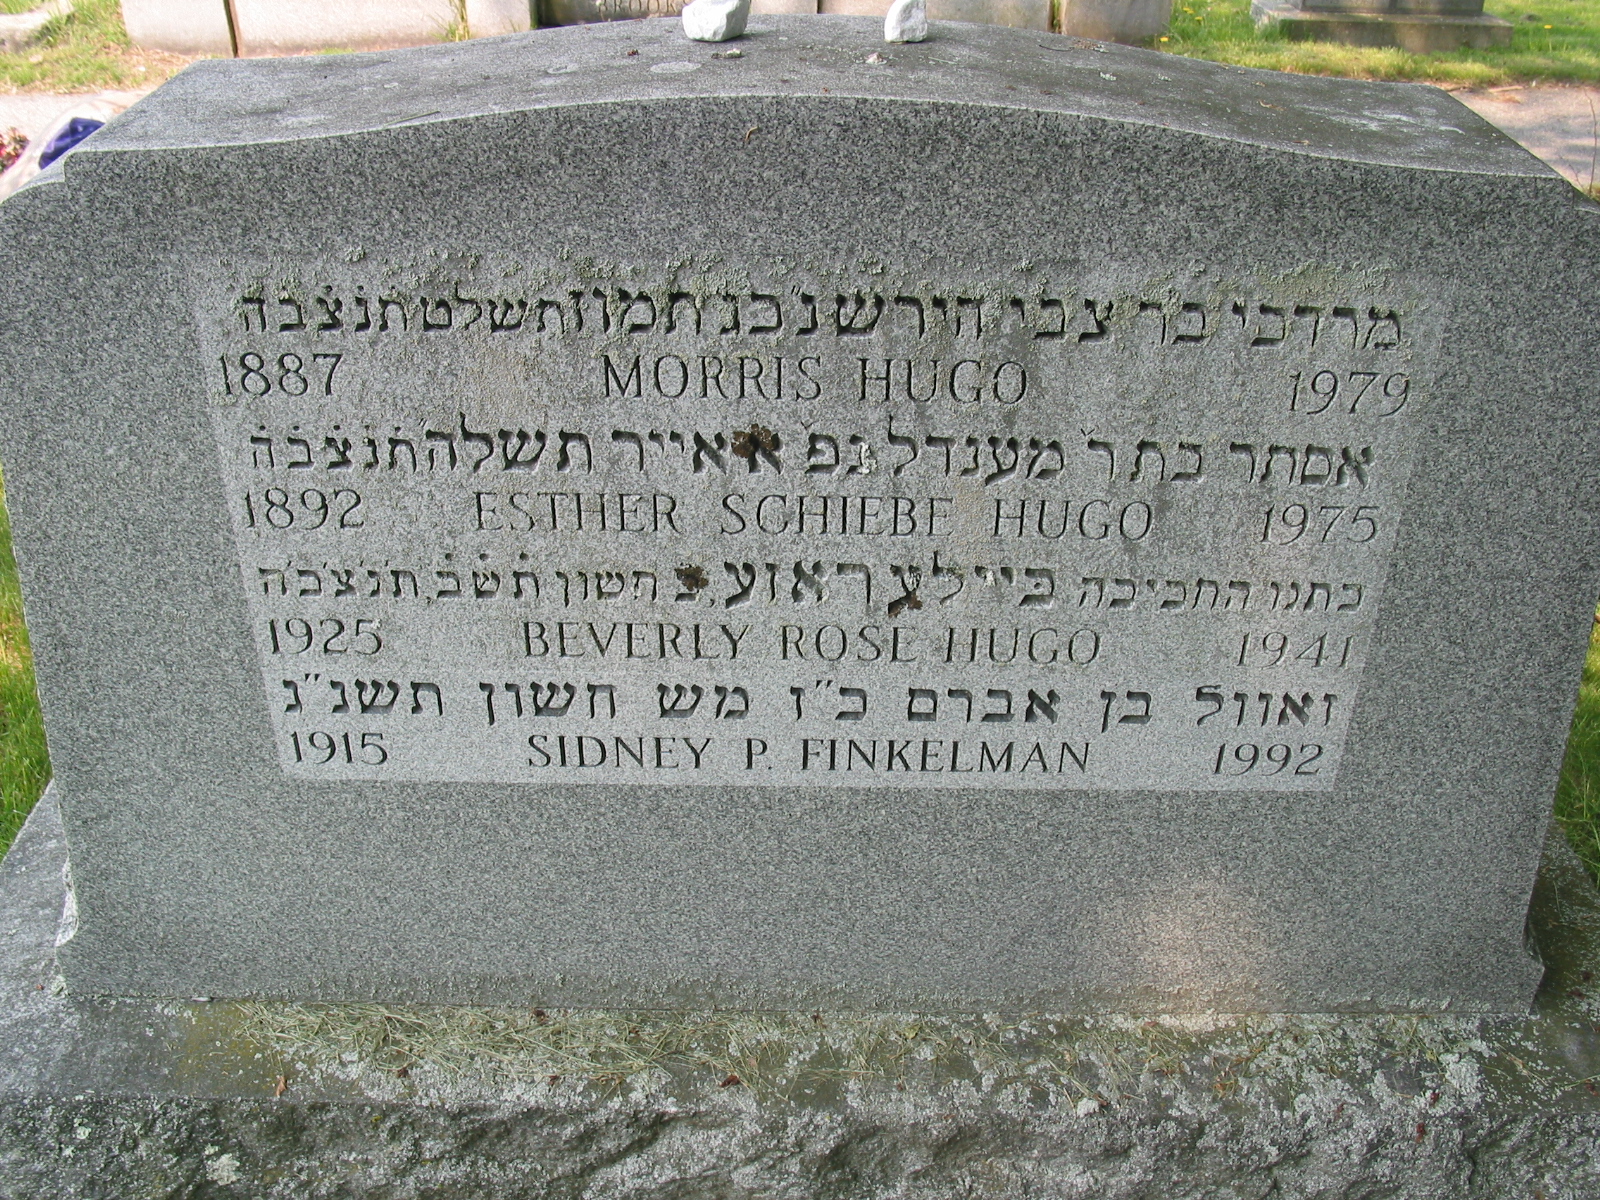 BROOK
מרדכי בר צבי הירש נ' כג תמוז תשלט תנצבה
1887 MORRIS HUGO 1979
אסתר בת ר' מענדל נפ' א אייר תשלה תנצבה
1892 ESTHER SCHIEBE HUGO 1975
בתנו החביבה ביילע ראזע, כ חשון תשב, תנצבה
1925 BEVERLY ROSE HUGO 1941
זאוול בן אברם כ"ז מש חשון תשנ"ג
1915 SIDNEY P. FINKELMAN 1992